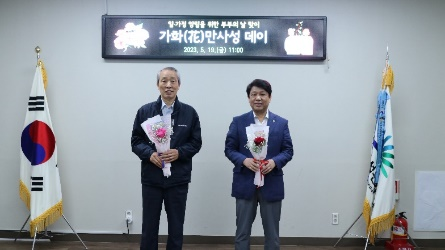 일·가정 양립을 위한 부부의 날 맞이
가화(花)만사성 데이
2023. 5. 19.(금) 11:00